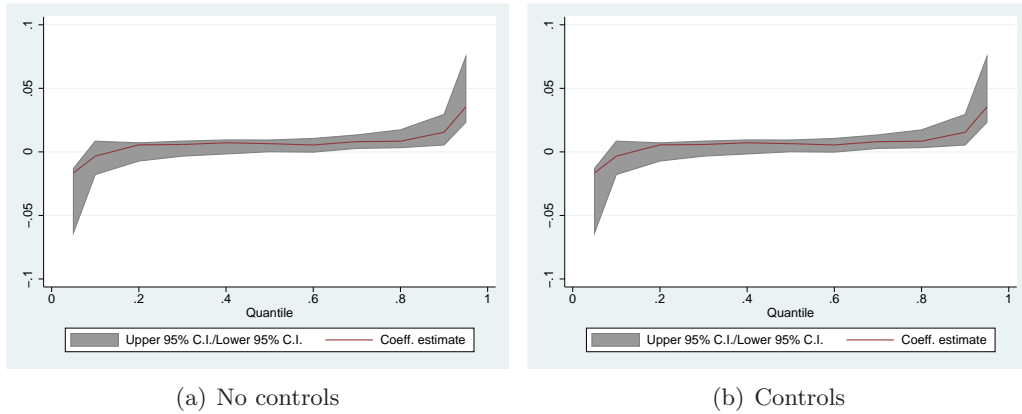 .1
.05
0
-.05
-.1
0 .2 .4 .6 .8 1
Quantile
Upper 95% C.I./Lower 95% C.I. Coeff. estimate
(a) No controls
.1
.05
0
-.05
-.1
0 .2 .4 .6 .8 1
Quantile
Upper 95% C.I./Lower 95% C.I. Coeff. estimate
(b) Controls